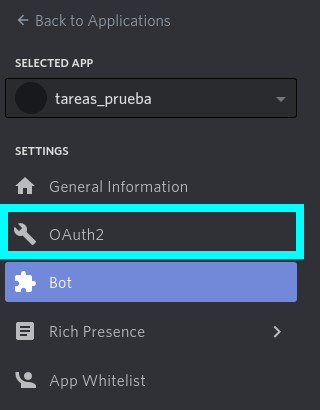 Back to Applications
SELECTED APP
tareas_prueba
SETTINGS
General Information
OAuth2
Bot
Rich Presence
App Whitelist